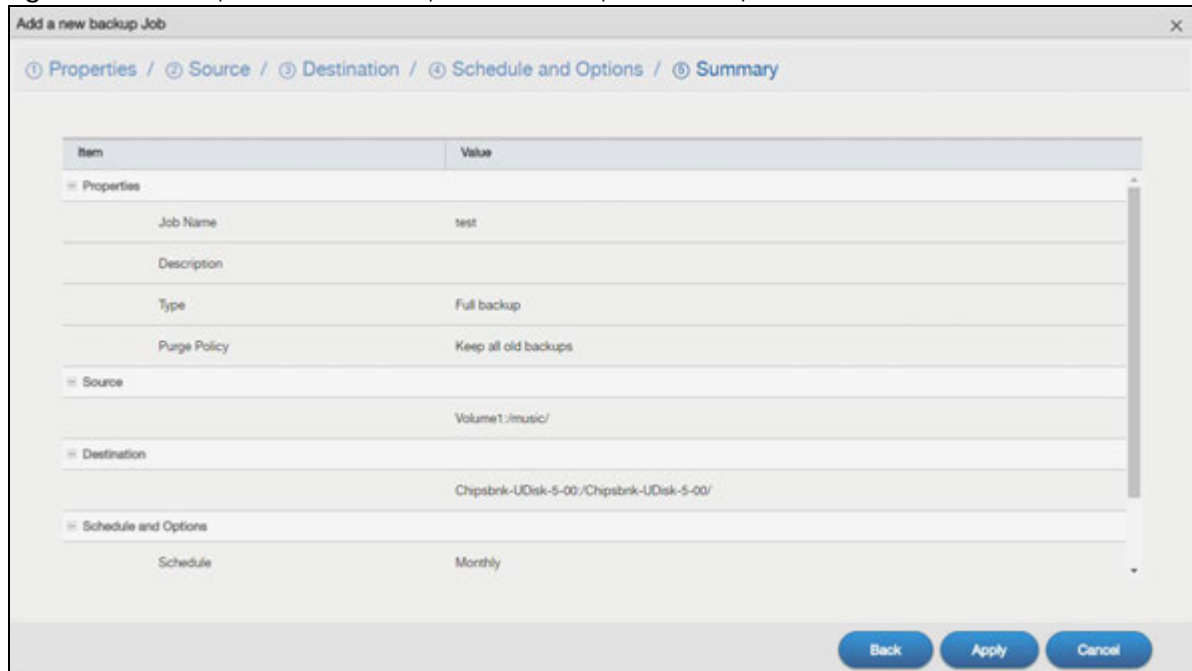 Add a new backup Job
① Properties / ② Source / ③ Destination / ④ Schedule and Options / ⑤ Summary
Item Value
Properties
Job Name test
Description
Type Full backup
Purge Policy Keep all old backups
Source
Volume1:/music/
Destination
Chipsbnk-UDisk-5-00:/Chipsbnk-UDisk-5-00/
Schedule and Options
Schedule Monthly
Back Apply Cancel